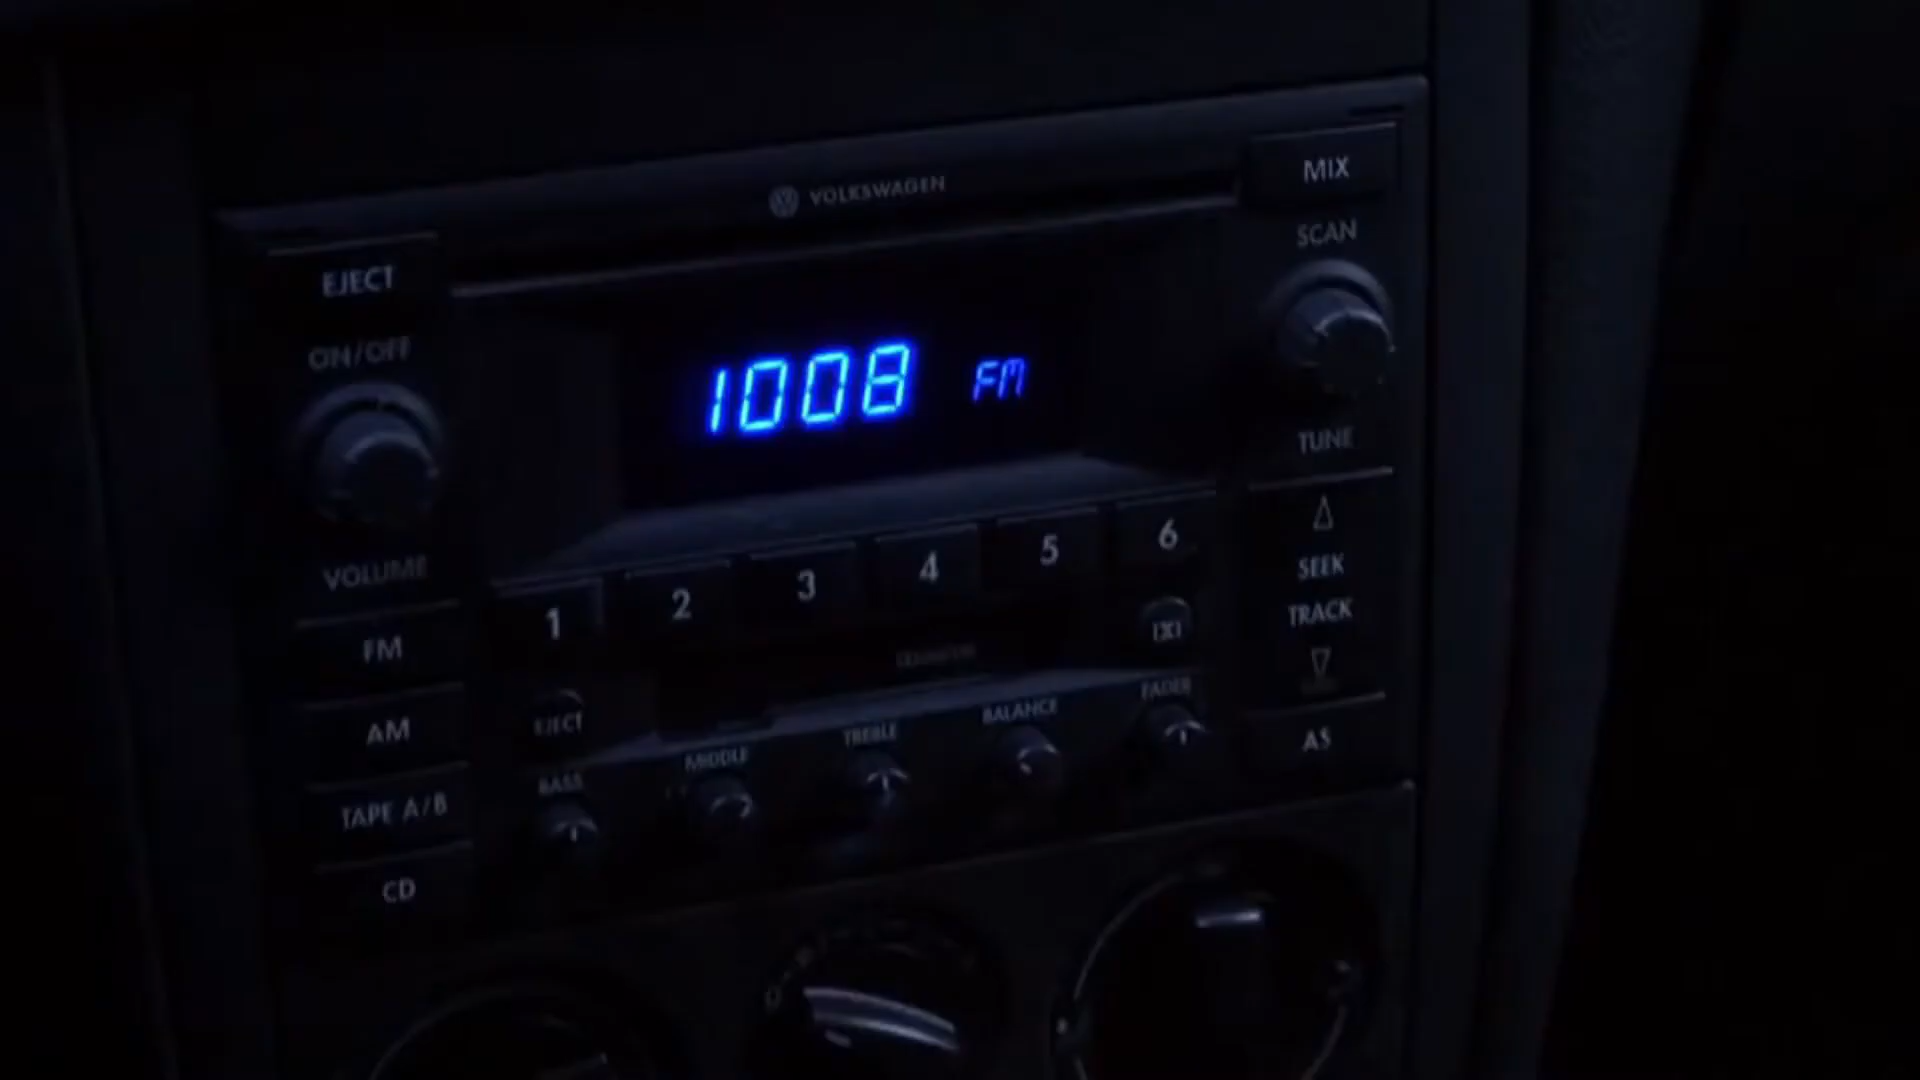 VOLKSWAGEN
MIX
SCAN
EJECT
ON/OFF
1008 FM
TUNE
VOLUME
1 2 3 4 5 6
SEEK
TRACK
FM
EJECT
AM
AS
BASS MIDDLE TREBLE BALANCE FADER
TAPE A/B
CD